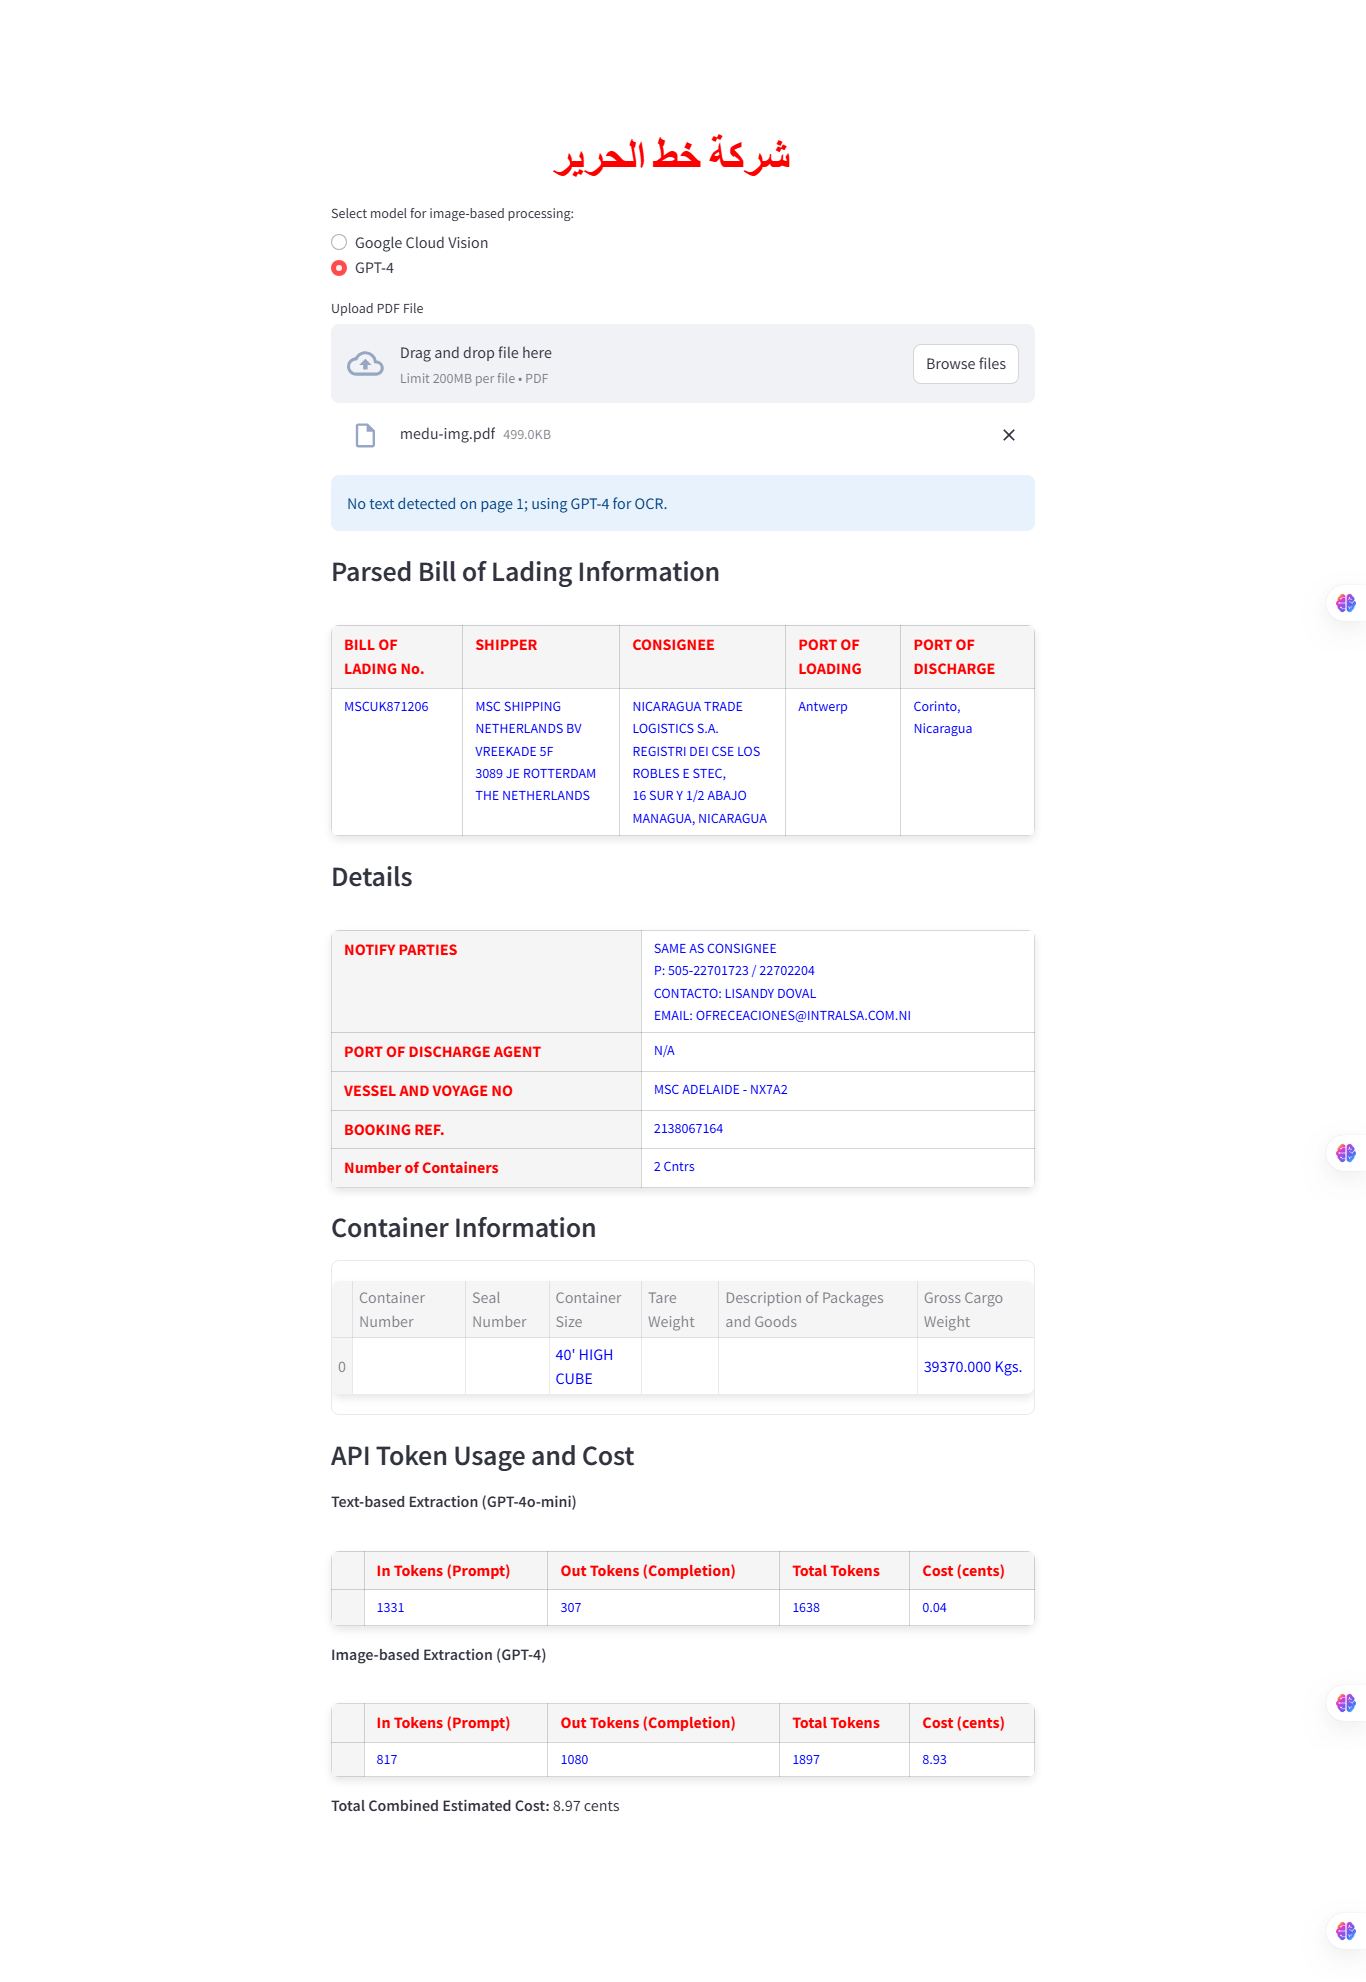 شركة خط الحرير
Select model for image-based processing:
Google Cloud Vision
GPT-4
Upload PDF File
Drag and drop file here
Limit 200MB per file • PDF
Browse files
medu-img.pdf 499.0KB
No text detected on page 1; using GPT-4 for OCR.
Parsed Bill of Lading Information
BILL OF LADING No. SHIPPER CONSIGNEE PORT OF LOADING PORT OF DISCHARGE
MSCUK871206
MSC SHIPPING
NETHERLANDS BV
VREEKADE 5F
3089 JE ROTTERDAM
THE NETHERLANDS
NICARAGUA TRADE
LOGISTICS S.A.
REGISTRI DEI CSE LOS
ROBLES E STEC,
16 SUR Y 1/2 ABAJO
MANAGUA, NICARAGUA
Antwerp
Corinto,
Nicaragua
Details
NOTIFY PARTIES
SAME AS CONSIGNEE
P: 505-22701723 / 22702204
CONTACTO: LISANDY DOVAL
EMAIL: OFRECEACIONES@INTRALSA.COM.NI
PORT OF DISCHARGE AGENT N/A
VESSEL AND VOYAGE NO MSC ADELAIDE - NX7A2
BOOKING REF. 2138067164
Number of Containers 2 Cntrs
Container Information
Container Number Seal Number Container Size Tare Weight Description of Packages and Goods Gross Cargo Weight
0 40' HIGH CUBE 39370.000 Kgs.
API Token Usage and Cost
Text-based Extraction (GPT-4o-mini)
In Tokens (Prompt) Out Tokens (Completion) Total Tokens Cost (cents)
1331 307 1638 0.04
Image-based Extraction (GPT-4)
In Tokens (Prompt) Out Tokens (Completion) Total Tokens Cost (cents)
817 1080 1897 8.93
Total Combined Estimated Cost: 8.97 cents